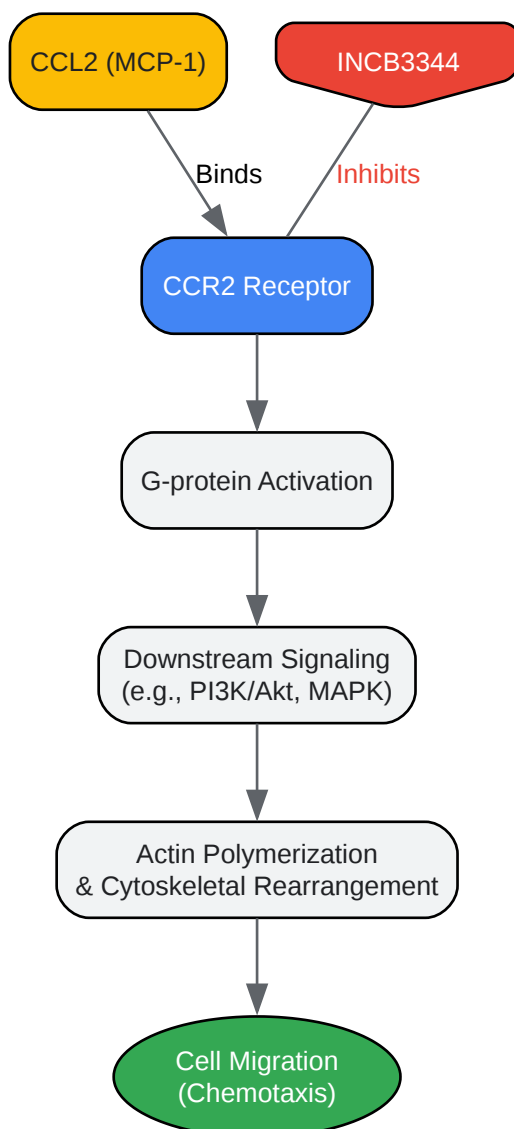 CCL2 (MCP-1)
INCB3344
Binds
Inhibits
CCR2 Receptor
G-protein Activation
Downstream Signaling
(e.g., PI3K/Akt, MAPK)
Actin Polymerization
& Cytoskeletal Rearrangement
Cell Migration
(Chemotaxis)